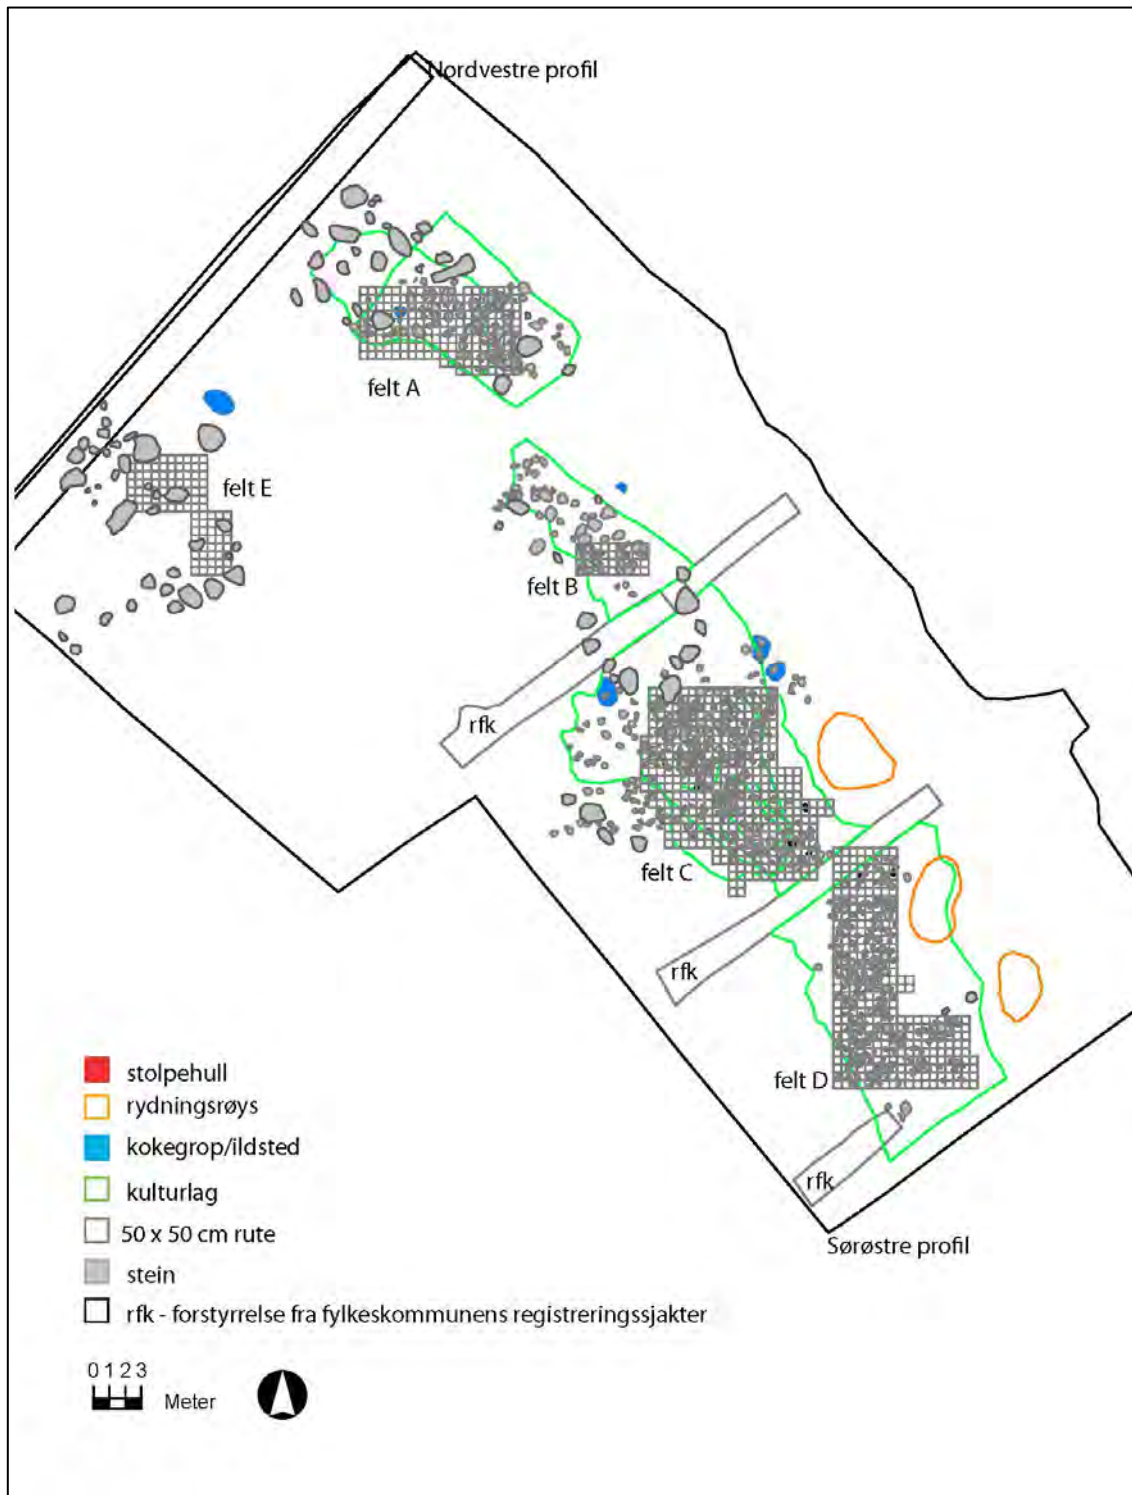 Nordvestre profil
felt A
felt E
felt B
rfk
felt C
rfk
felt D
rfk
Sørøstre profil
stolpehull
rydningsrøys
kokegrop/ildsted
kulturlag
50 x 50 cm rute
stein
rfk - forstyrrelse fra fylkeskommunens registreringssjakter
0 1 2 3
Meter